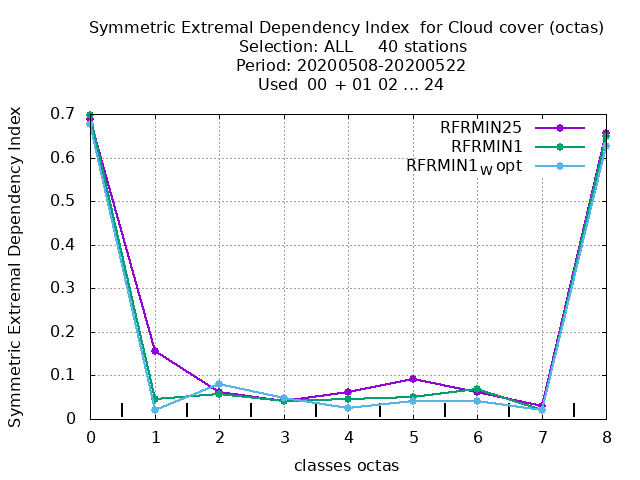 Symmetric Extremal Dependency Index  for Cloud cover (octas)
Selection: ALL     40 stations
Period: 20200508-20200522
Used  00 + 01 02 ... 24
Symmetric Extremal Dependency Index
0.7
0.6
0.5
0.4
0.3
0.2
0.1
0
RFRMIN25
RFRMIN1
RFRMIN1W opt
0 1 2 3 4 5 6 7 8
classes octas